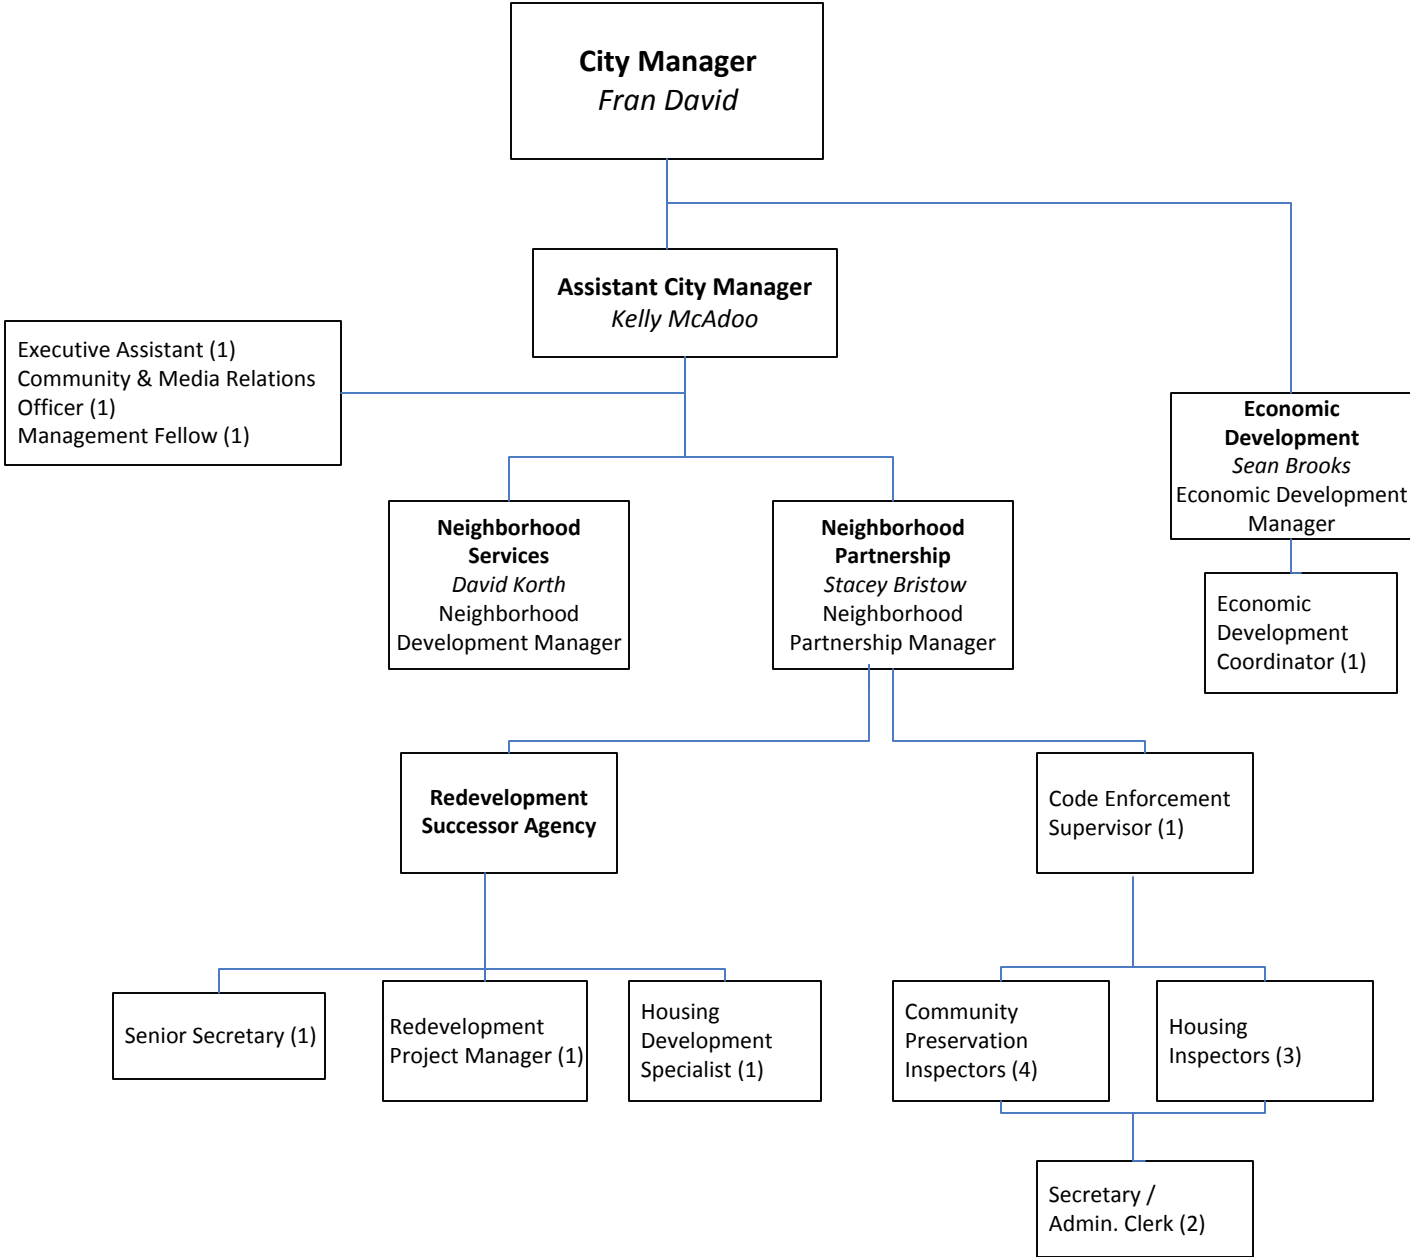 City Manager
Fran David
Assistant City Manager
Kelly McAdoo
Executive Assistant (1)
Community & Media Relations
Officer (1)
Management Fellow (1)
Economic
Development
Sean Brooks
Economic Development
Manager
Neighborhood
Services
David Korth
Neighborhood
Development Manager
Neighborhood
Partnership
Stacey Bristow
Neighborhood
Partnership Manager
Economic
Development
Coordinator (1)
Redevelopment
Successor Agency
Code Enforcement
Supervisor (1)
Senior Secretary (1)
Redevelopment
Project Manager (1)
Housing
Development
Specialist (1)
Community
Preservation
Inspectors (4)
Housing
Inspectors (3)
Secretary /
Admin. Clerk (2)